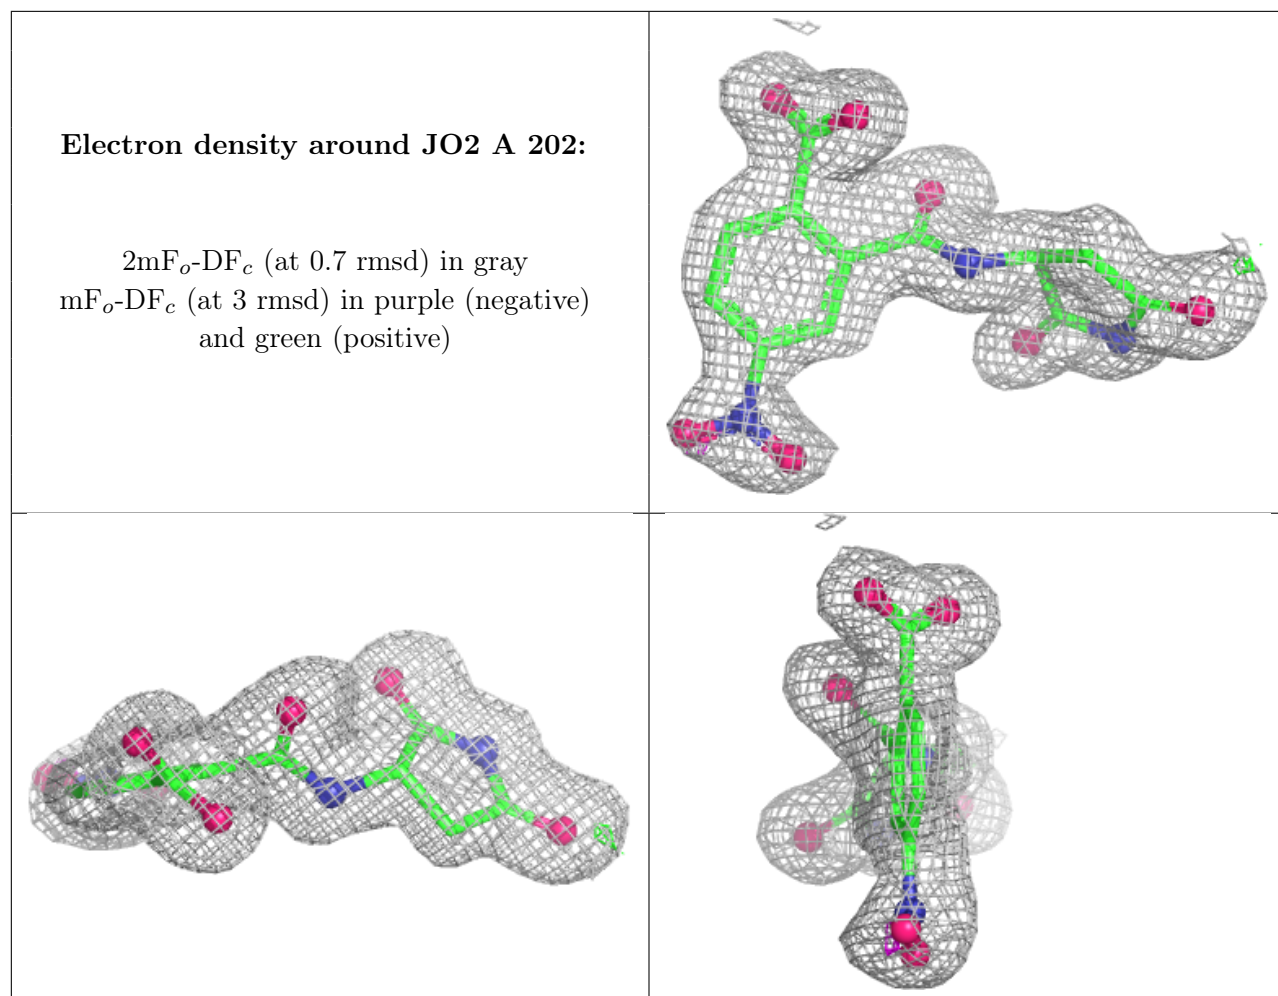 Electron density around JO2 A 202:
2mFo-DFc (at 0.7 rmsd) in gray
mFo-DFc (at 3 rmsd) in purple (negative)
and green (positive)